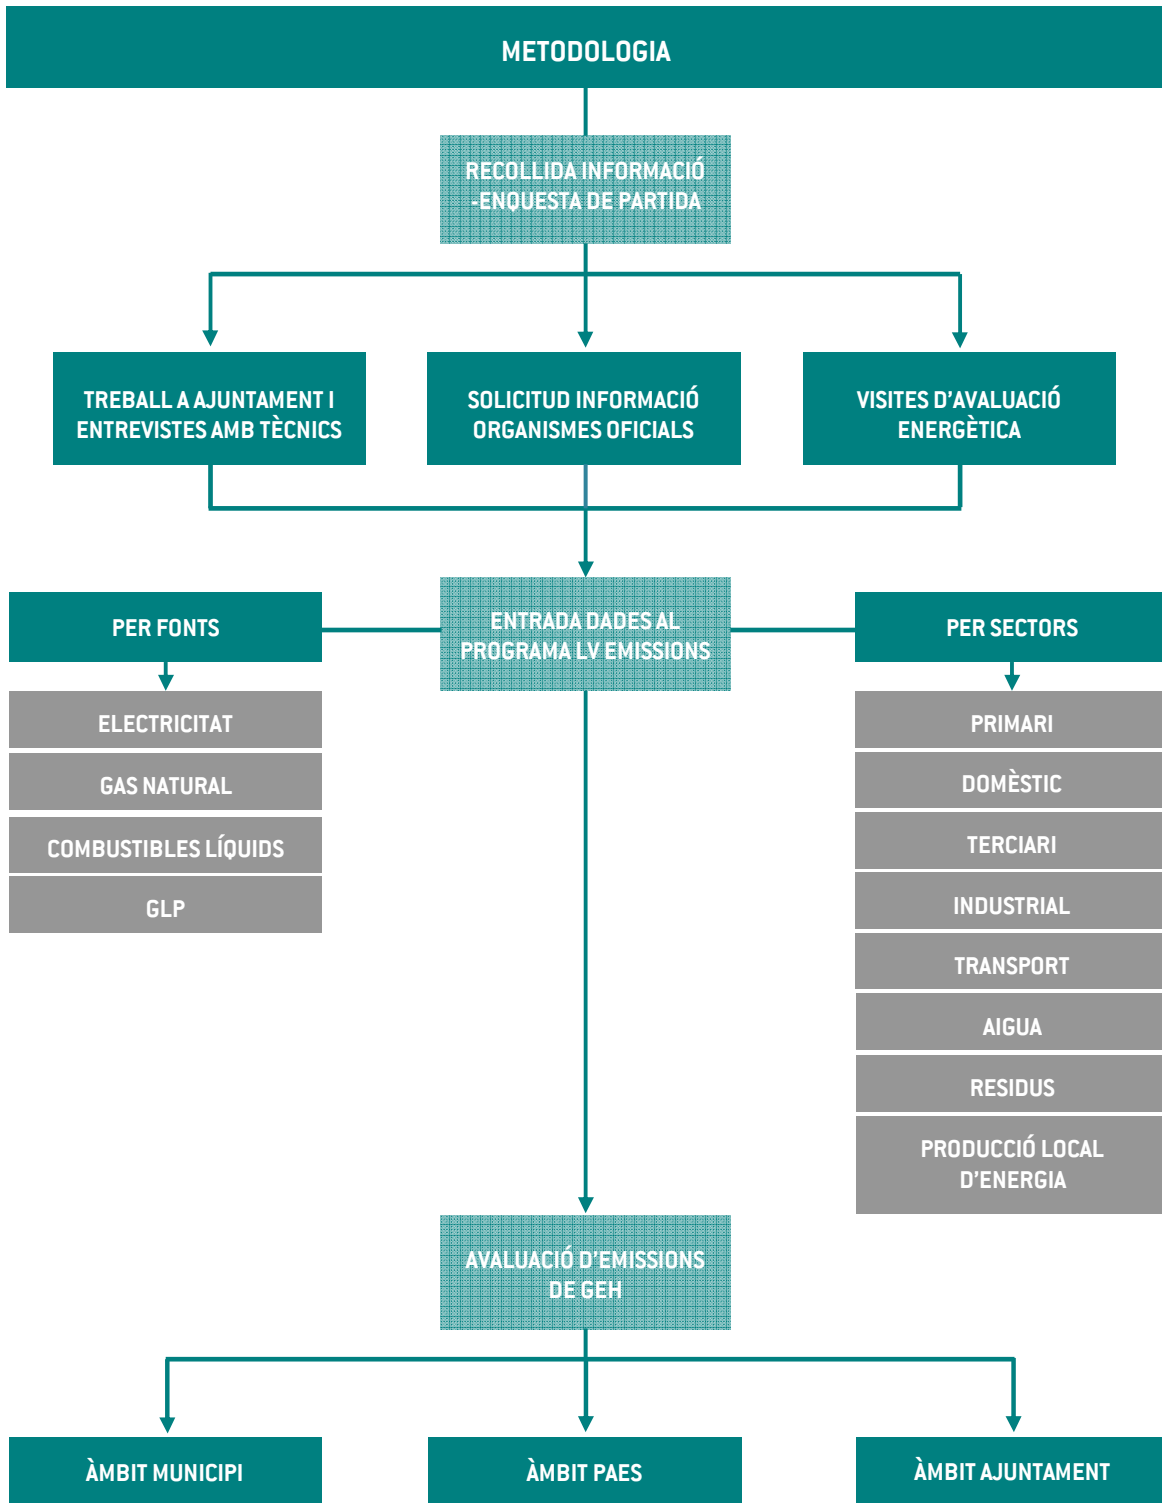 METODOLOGIA
RECOLLIDA INFORMACIÓ
-ENQUESTA DE PARTIDA
TREBALL A AJUNTAMENT I
ENTREVISTES AMB TÈCNICS
SOLICITUD INFORMACIÓ
ORGANISMES OFICIALS
VISITES D'AVALUACIÓ
ENERGÈTICA
ENTRADA DADES AL
PROGRAMA LV EMISSIONS
PER FONTS
ELECTRICITAT
GAS NATURAL
COMBUSTIBLES LÍQUIDS
GLP
PER SECTORS
PRIMARI
DOMÈSTIC
TERCIARI
INDUSTRIAL
TRANSPORT
AIGUA
RESIDUS
PRODUCCIÓ LOCAL
D'ENERGIA
AVALUACIÓ D'EMISSIONS
DE GEH
ÀMBIT MUNICIPI
ÀMBIT PAES
ÀMBIT AJUNTAMENT